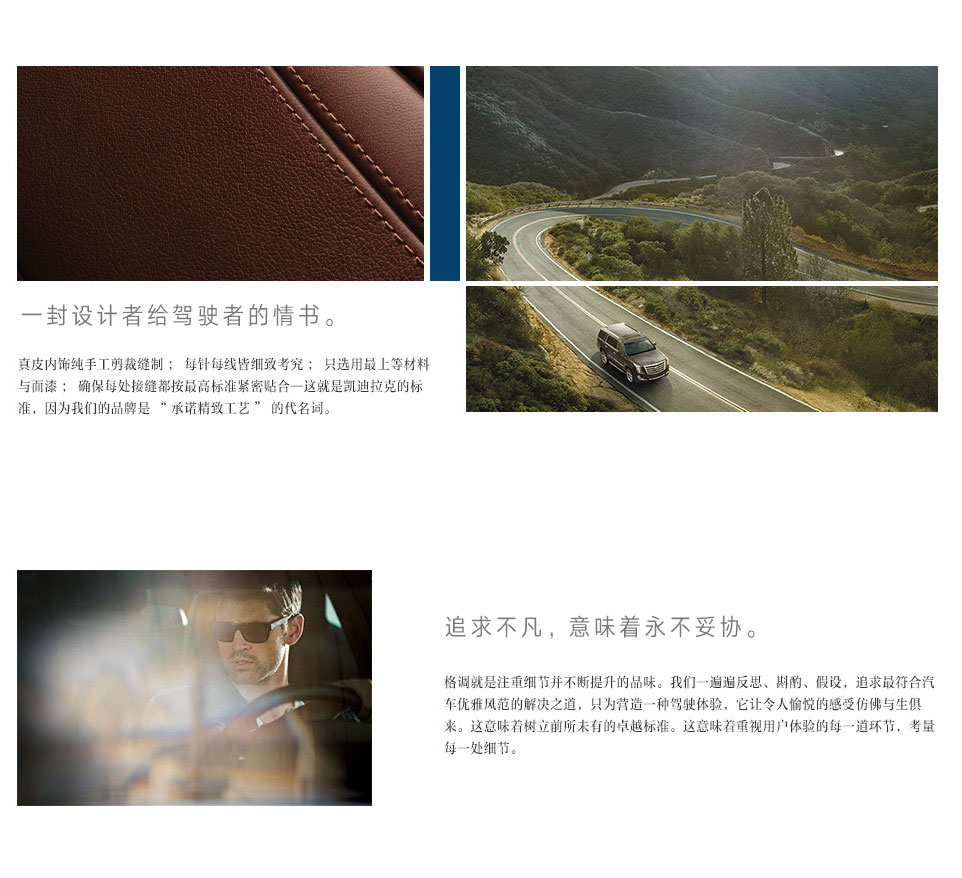 一封设计者给驾驶者的情书。
真皮内饰纯手工剪裁缝制； 每针每线皆细致考究； 只选用最上等材料
与面漆； 确保每处接缝都按最高标准紧密贴合—这就是凯迪拉克的标
准，因为我们的品牌是 “ 承诺精致工艺 ” 的代名词。
追求不凡，意味着永不妥协。
格调就是注重细节并不断提升的品味。我们一遍遍反思、斟酌、假设，追求最符合汽
车优雅风范的解决之道，只为营造一种驾驶体验，它让令人愉悦的感受仿佛与生俱
来。这意味着树立前所未有的卓越标准。这意味着重视用户体验的每一道环节，考量
每一处细节。